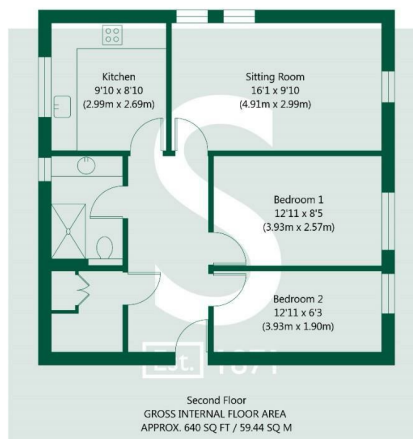 Kitchen
9'10 x 8'10
(2.99m x 2.69m)
Sitting Room
16'1 x 9'10
(4.91m x 2.99m)
Bedroom 1
12'11 x 8'5
(3.93m x 2.57m)
Bedroom 2
12'11 x 6'3
(3.93m x 1.90m)
S
Est. 1871
Second Floor
GROSS INTERNAL FLOOR AREA
APPROX. 640 SQ FT / 59.44 SQ M